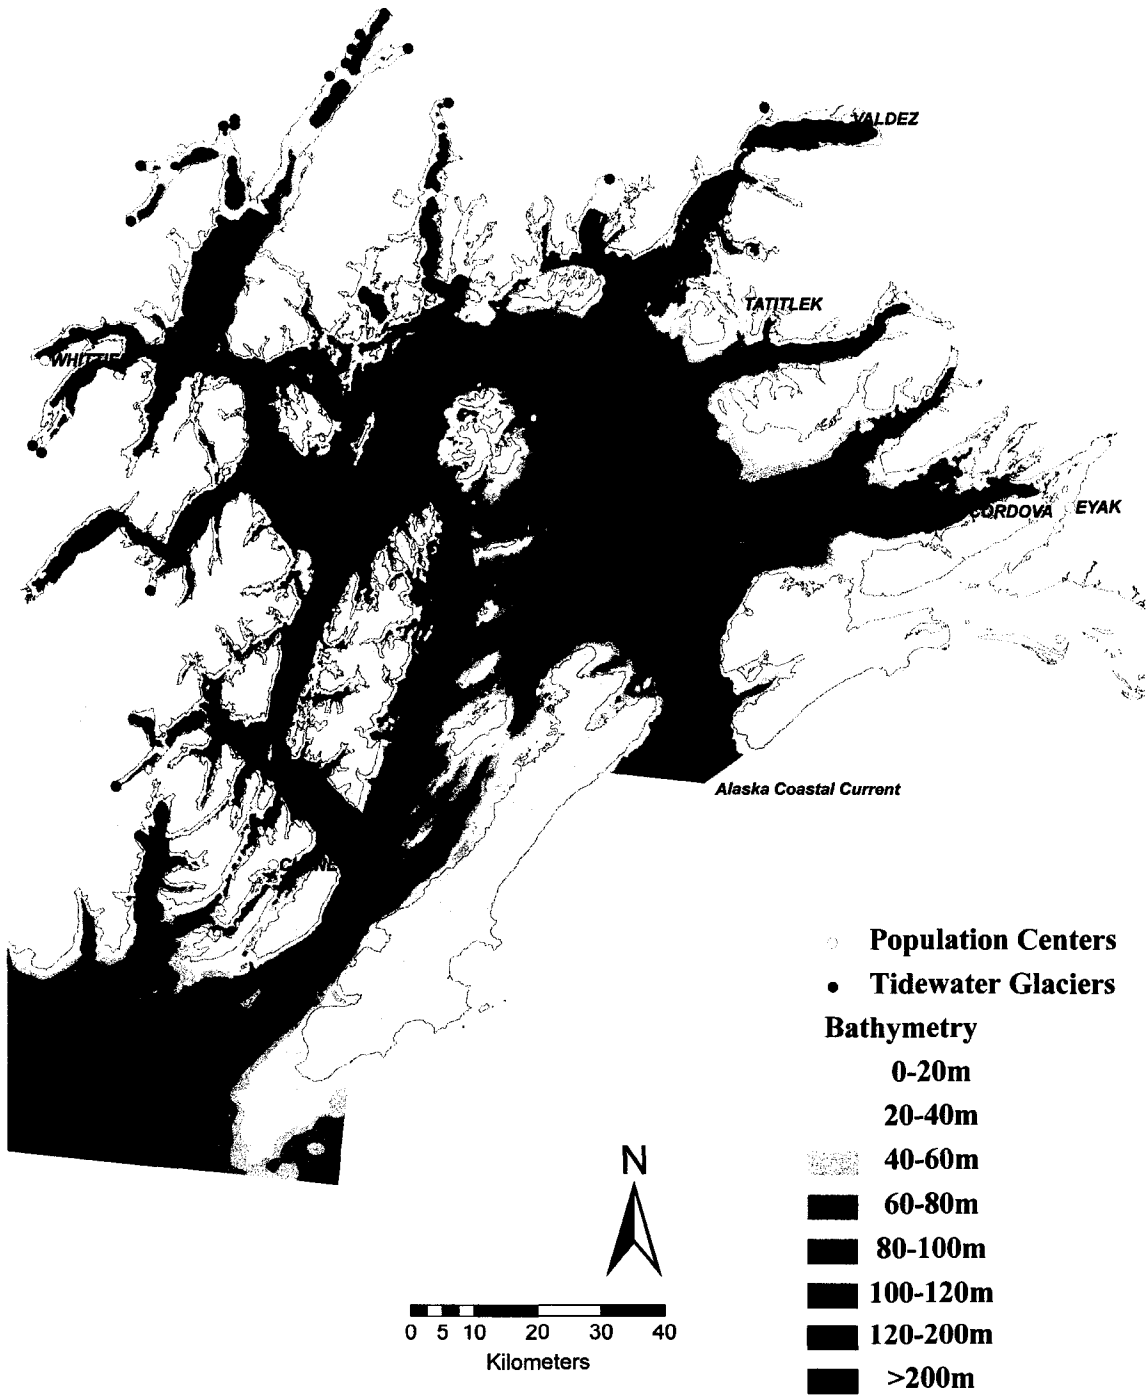 VALDEZ
TATITLEK
CORDOVA
EYAK
Alaska Coastal Current
Population Centers
Tidewater Glaciers
Bathymetry
0-20m
20-40m
40-60m
60-80m
80-100m
100-120m
120-200m
>200m
N
0 5 10 20 30 40
Kilometers